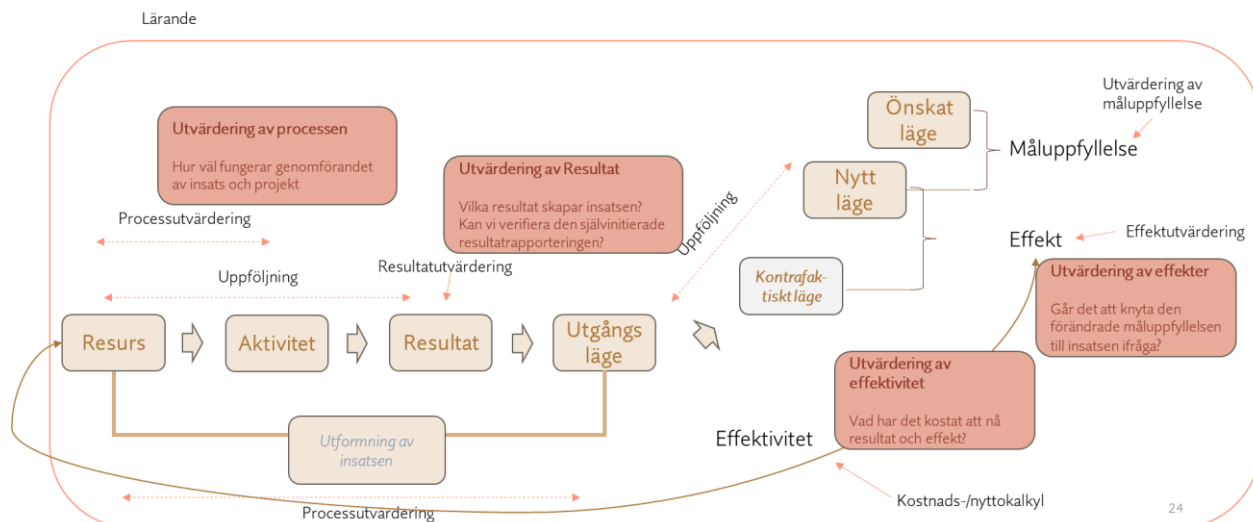 Lärande
Utvärdering av
måluppfyllelse
Önskat
läge
Måluppfyllelse
Utvärdering av processen
Hur väl fungerar genomförandet
av insats och projekt
Utvärdering av Resultat
Vilka resultat skapar insatsen?
Kan vi verifiera den självinitierade
resultatrapporteringen?
Nytt
läge
Uppföljning
Processutvärdering
Effekt
Effektutvärdering
Uppföljning
Resultatutvärdering
Kontrafak-
tiskt läge
Utvärdering av effekter
Går det att knyta den
förändrade måluppfyllelsen
till insatsen ifråga?
Resurs
Aktivitet
Resultat
Utgångs
läge
Utvärdering av
effektivitet
Vad har det kostat att nå
resultat och effekt?
Utformning av
insatsen
Effektivitet
Kostnads-/nyttokalkyl
Processutvärdering
24